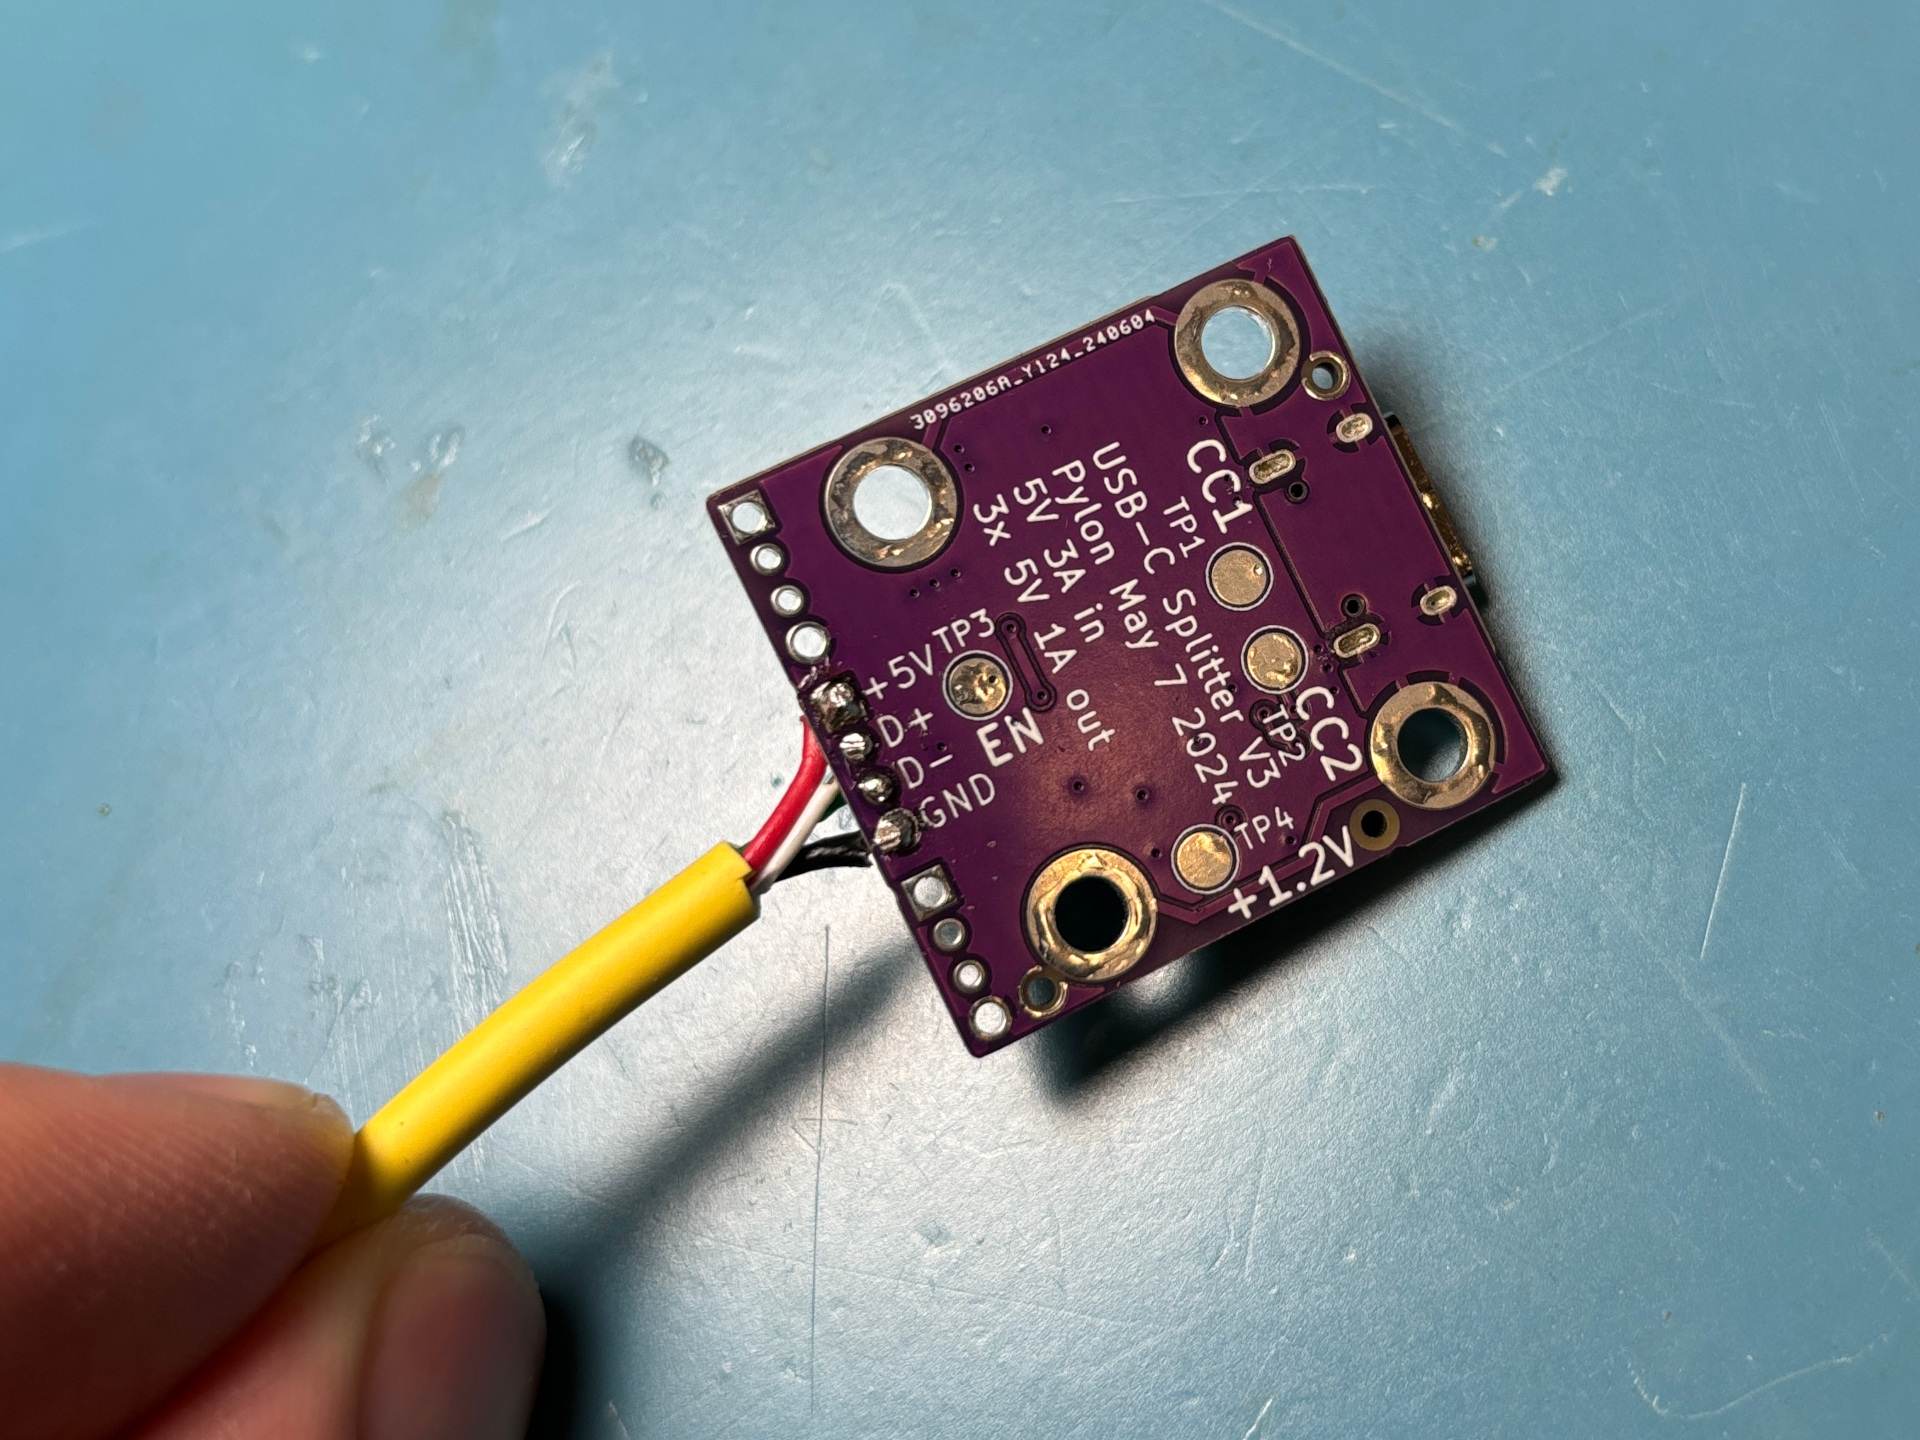 3096206A_Y124_240604
CC1
TP1
USB-C Splitter V3
Pylon May 7 2024
5V 3A in
3x 5V 1A out
TP3
+5V
D+
D-
GND
EN
TP2
CC2
TP4
+1.2V